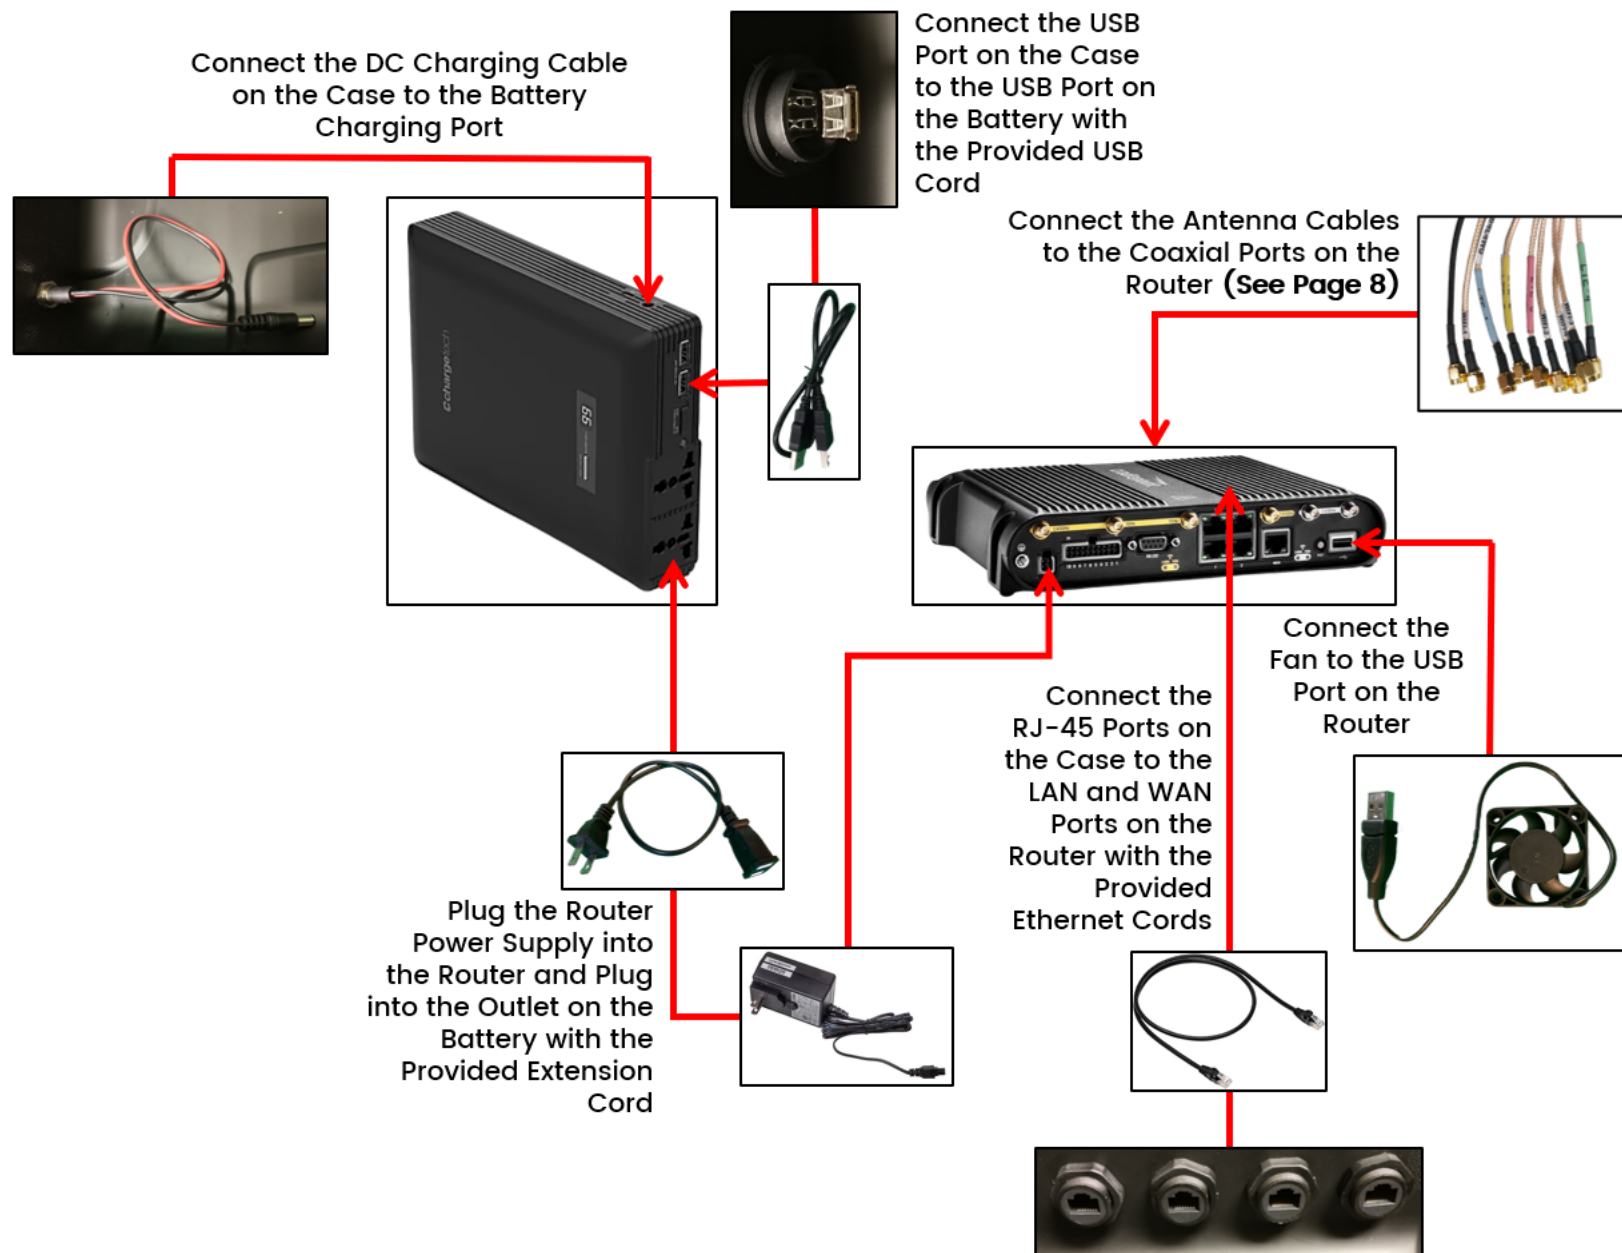 Connect the DC Charging Cable
on the Case to the Battery
Charging Port
Connect the USB
Port on the Case
to the USB Port on
the Battery with
the Provided USB
Cord
Connect the Antenna Cables
to the Coaxial Ports on the
Router (See Page 8)
chargetech
66
Connect the
Fan to the USB
Port on the
Router
Connect the
RJ-45 Ports on
the Case to the
LAN and WAN
Ports on the
Router with the
Provided
Ethernet Cords
Plug the Router
Power Supply into
the Router and Plug
into the Outlet on the
Battery with the
Provided Extension
Cord